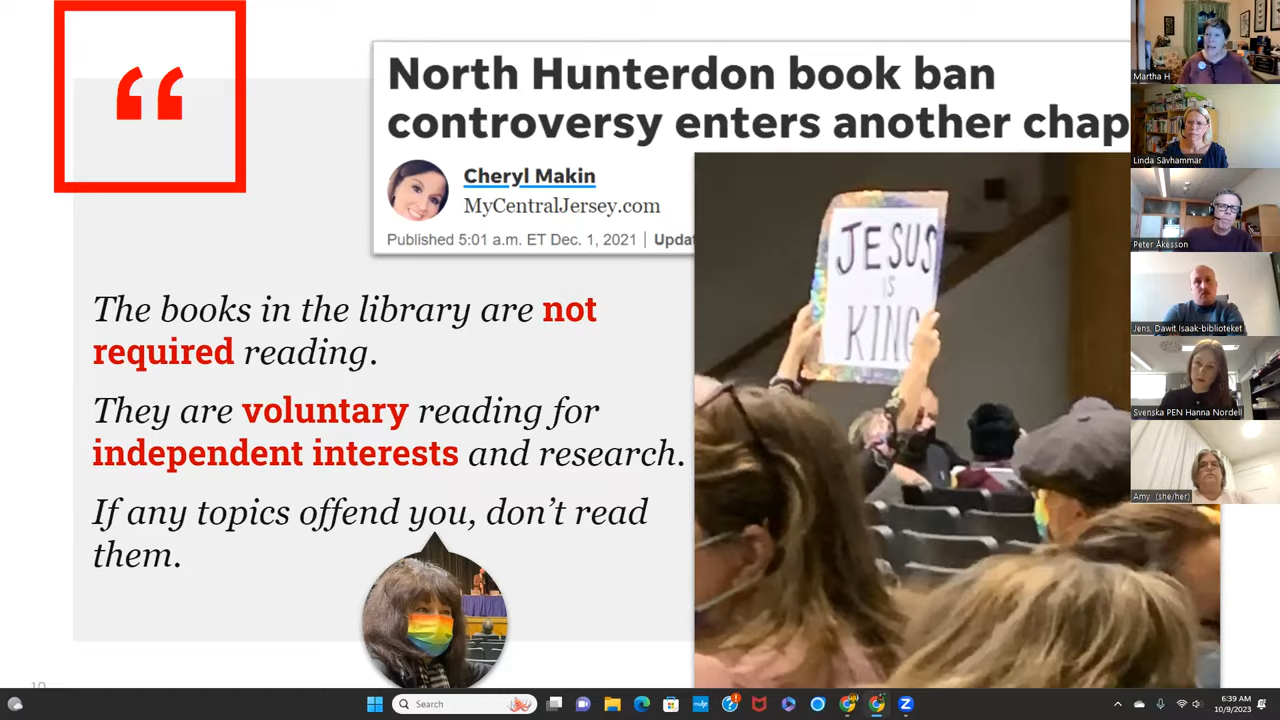 “
North Hunterdon book ban
controversy enters another chap
Cheryl Makin
MyCentralJersey.com
Published 5:01 a.m. ET Dec. 1, 2021 | Updat
JESUS
IS
KING
The books in the library are not
required reading.
They are voluntary reading for
independent interests and research.
If any topics offend you, don’t read
them.
Martha H
Linda Sävhammar
Peter Åkesson
Jens, Dawit Isaak-biblioteket
Svenska PEN Hanna Nordell
Amy (she/her)
10
Search
6:39 AM
10/9/2023